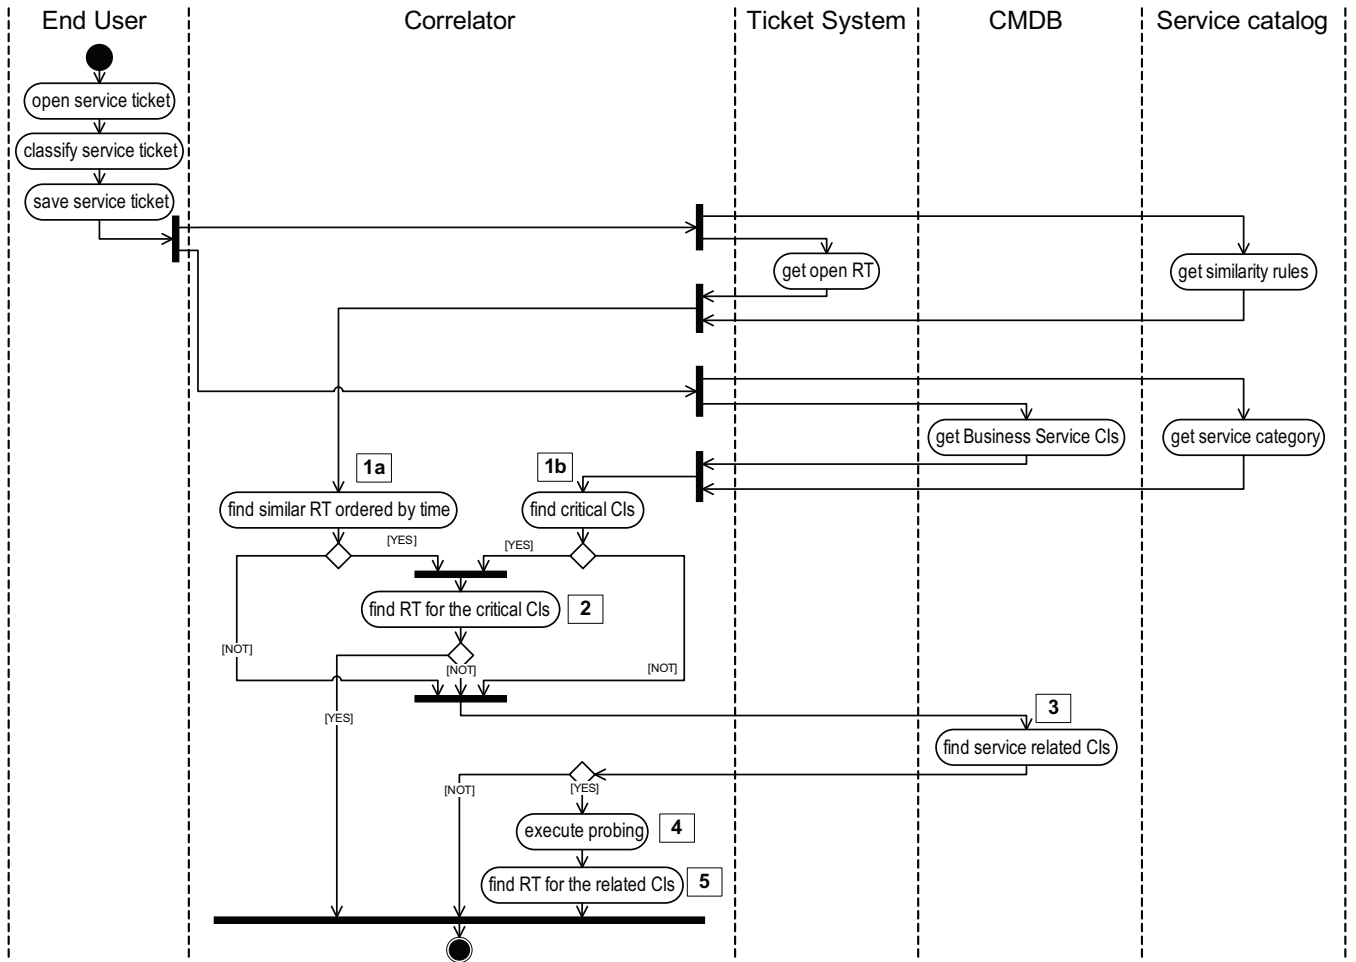 End User
Correlator
Ticket System
CMDB
Service catalog
open service ticket
classify service ticket
save service ticket
get open RT
get similarity rules
get Business Service CIs
get service category
1a
1b
find similar RT ordered by time
find critical CIs
[YES]
[YES]
find RT for the critical CIs
2
[NOT]
[NOT]
[NOT]
[YES]
3
find service related CIs
[NOT]
[YES]
execute probing
4
find RT for the related CIs
5